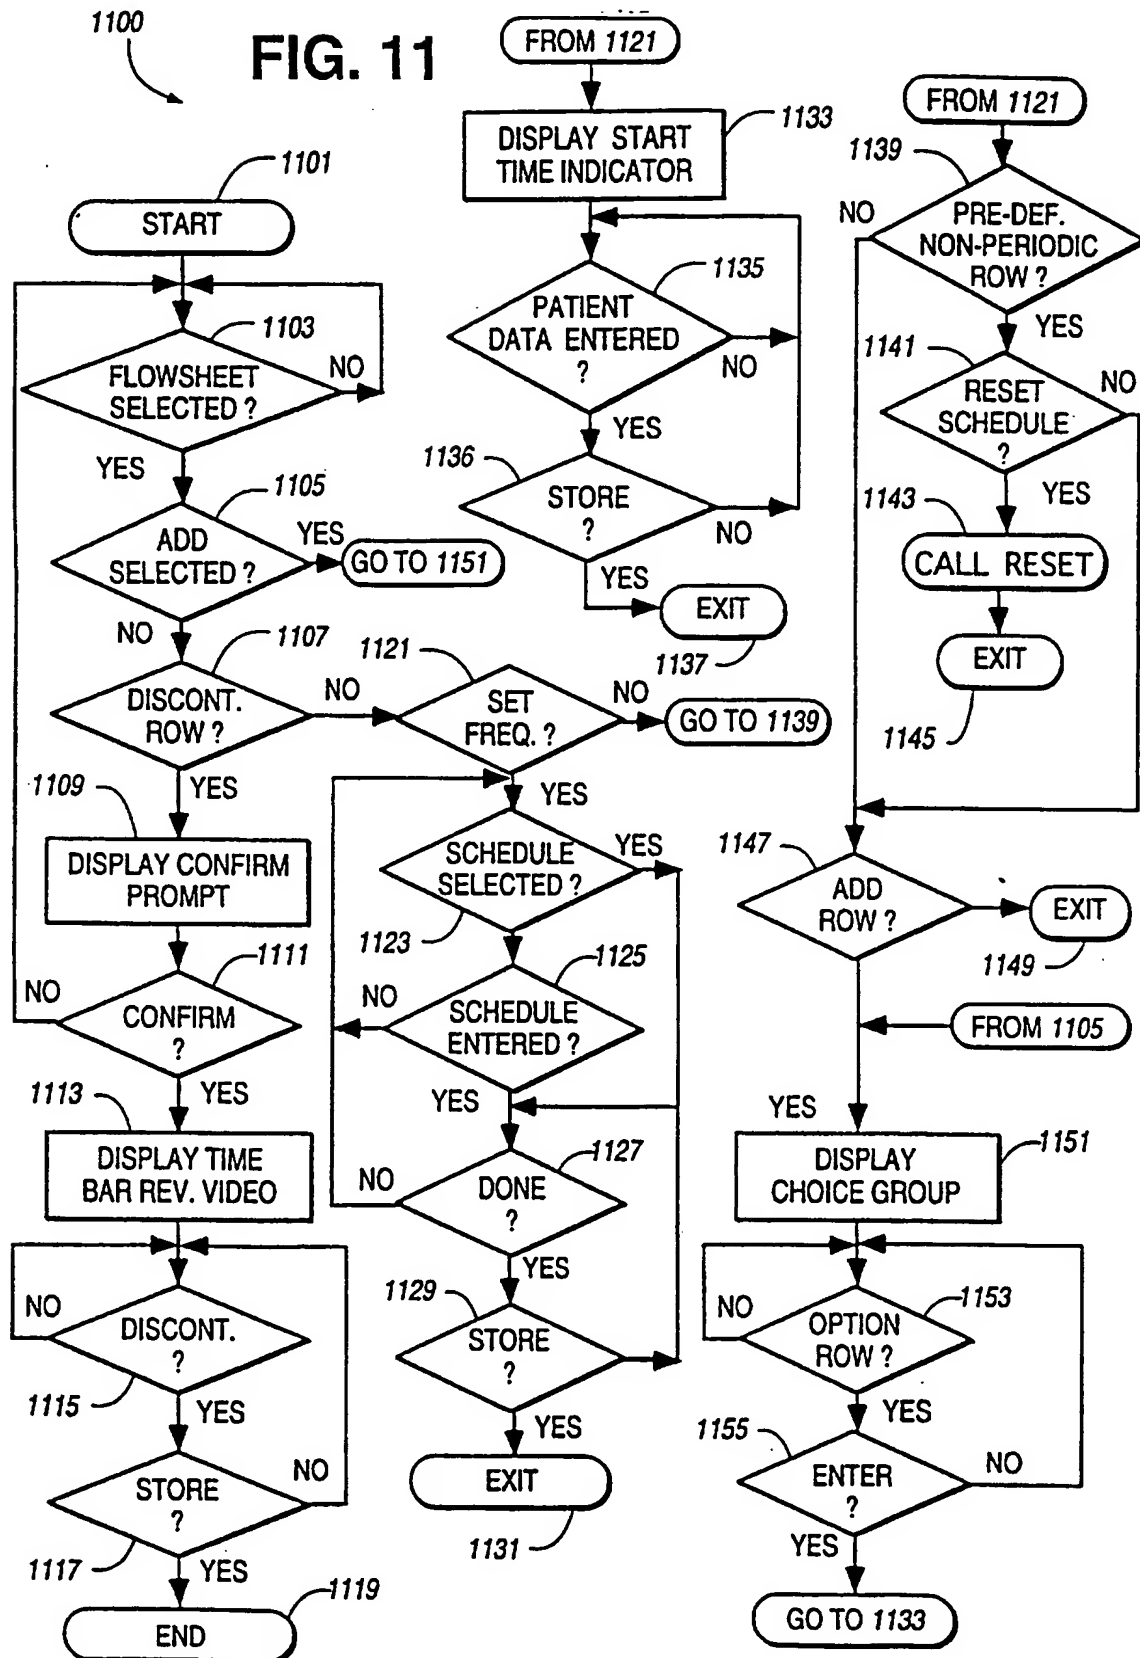 1100
FIG. 11
1101
START
1103
FLOWSHEET
SELECTED ?
NO
YES
1105
ADD
SELECTED ?
YES
GO TO 1151
NO
1107
DISCONT.
ROW ?
NO
YES
1109
DISPLAY CONFIRM
PROMPT
1111
NO
CONFIRM
?
YES
1113
DISPLAY TIME
BAR REV. VIDEO
NO
DISCONT.
?
1115
YES
STORE
?
NO
1117
YES
1119
END
FROM 1121
1133
DISPLAY START
TIME INDICATOR
1135
PATIENT
DATA ENTERED
?
NO
YES
1136
STORE
?
NO
YES
EXIT
1137
1121
SET
FREQ. ?
NO
GO TO 1139
YES
SCHEDULE
SELECTED ?
YES
1123
1125
NO
SCHEDULE
ENTERED ?
YES
1127
NO
DONE
?
YES
1129
STORE
?
YES
EXIT
1131
FROM 1121
1139
NO
PRE-DEF.
NON-PERIODIC
ROW ?
YES
1141
NO
RESET
SCHEDULE
?
YES
1143
CALL RESET
EXIT
1145
1147
ADD
ROW ?
EXIT
1149
FROM 1105
YES
1151
DISPLAY
CHOICE GROUP
NO
1153
OPTION
ROW ?
YES
1155
ENTER
?
NO
YES
GO TO 1133